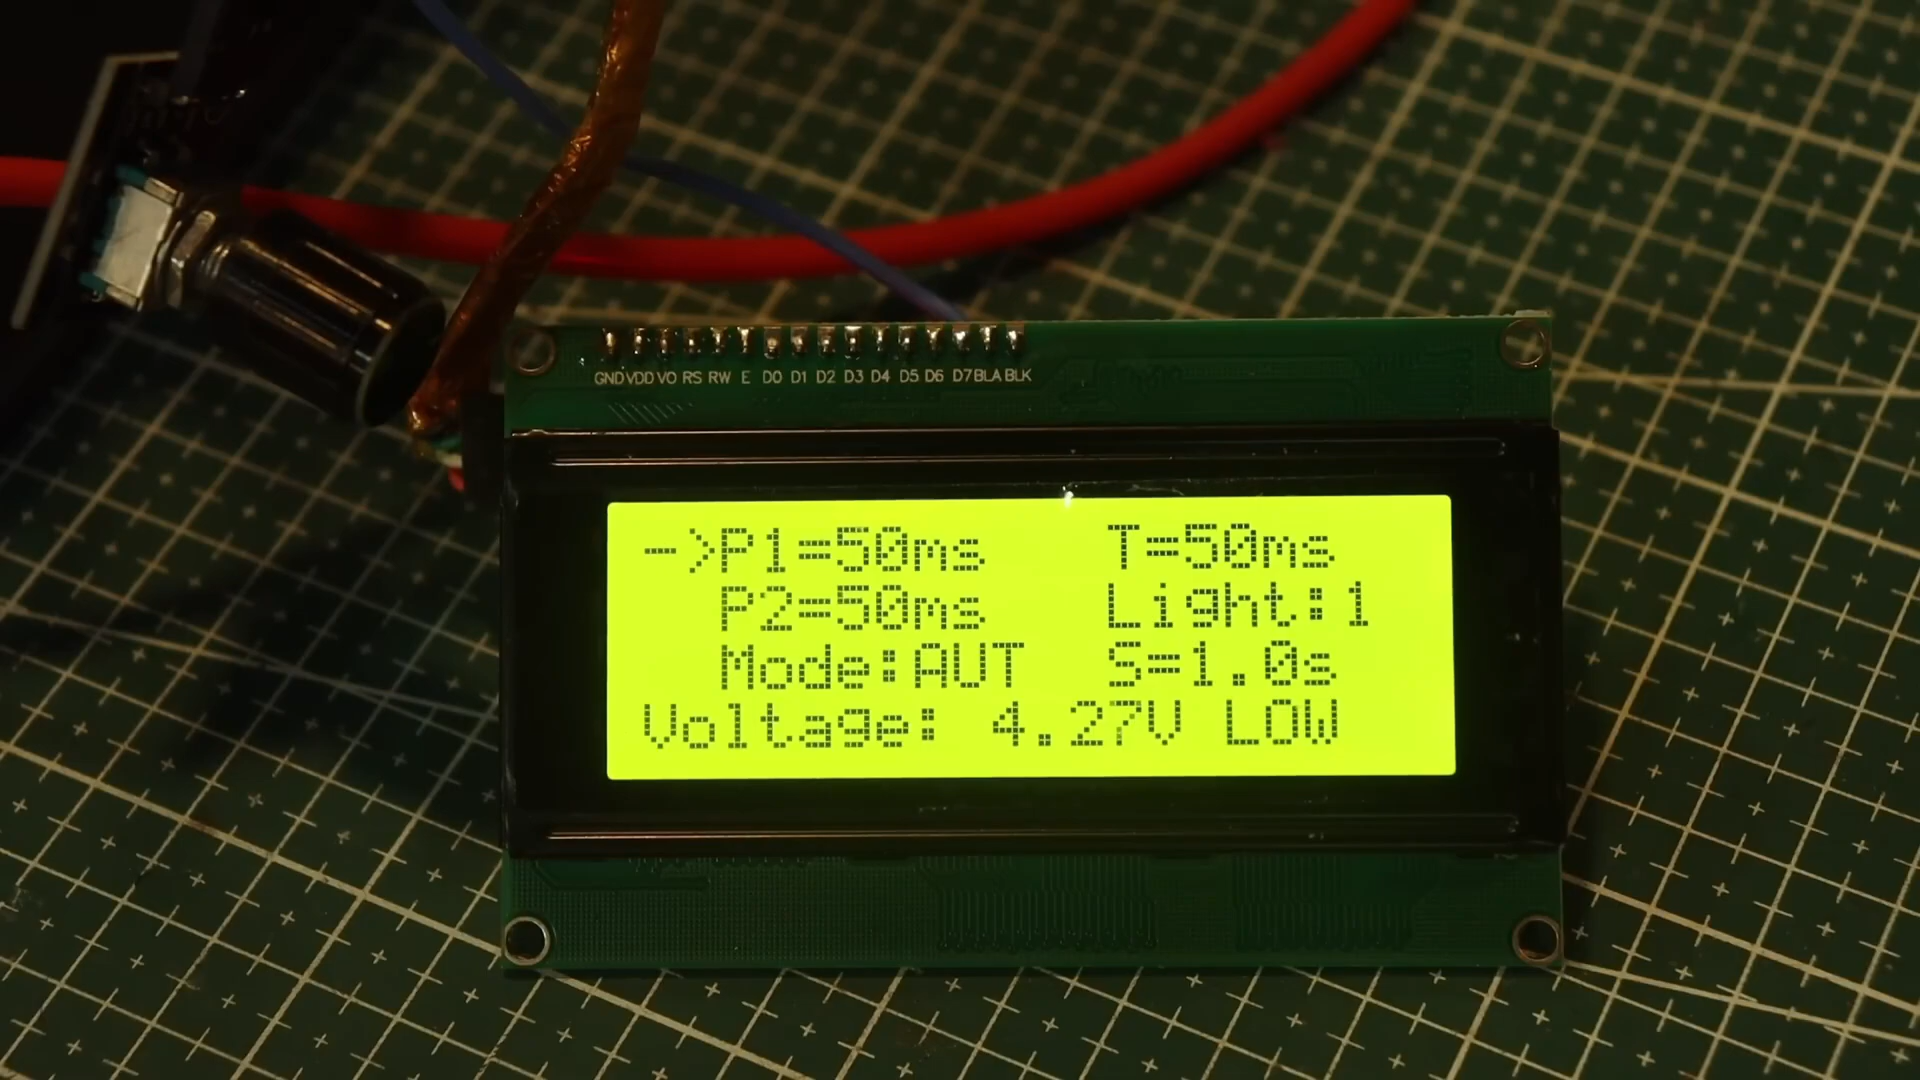 GND VDD VO RS RW E D0 D1 D2 D3 D4 D5 D6 D7 BLA BLK
->P1=50ms T=50ms
P2=50ms Light:1
Mode:AUT S=1.0s
Voltage: 4.27V LOW